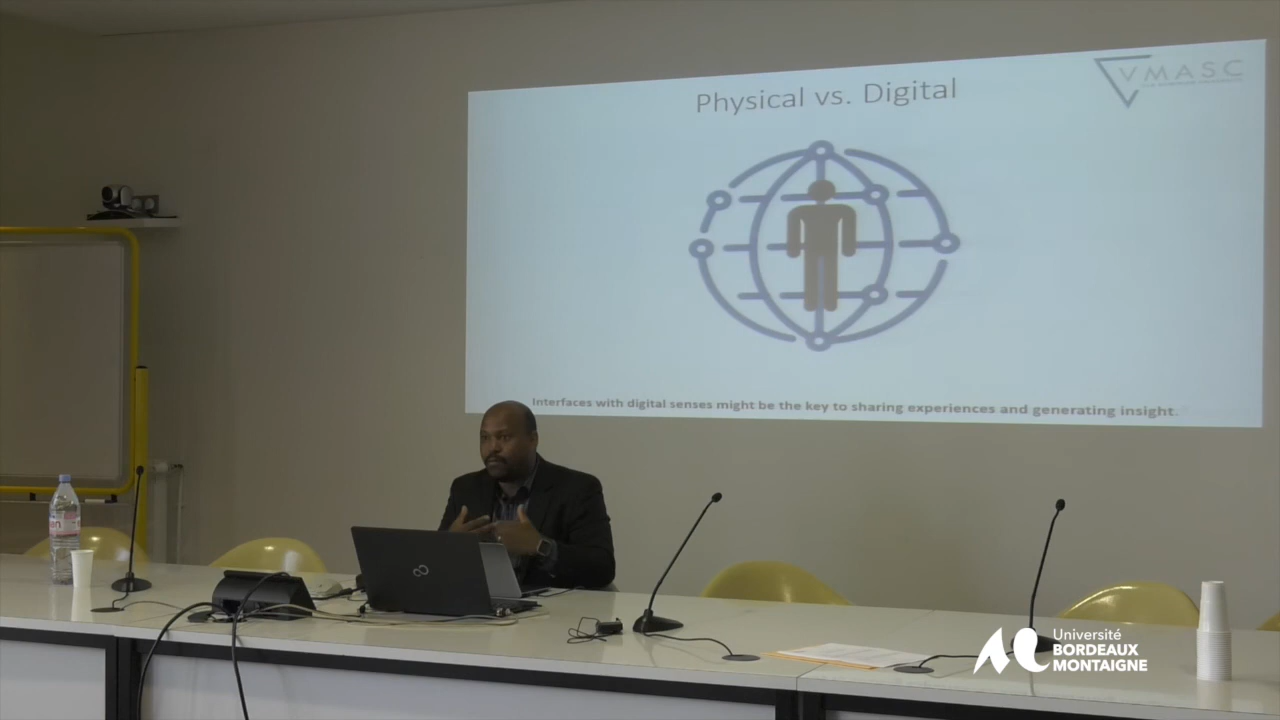 VMASC
Physical vs. Digital
Interfaces with digital senses might be the key to sharing experiences and generating insight.
Université
BORDEAUX
MONTAIGNE